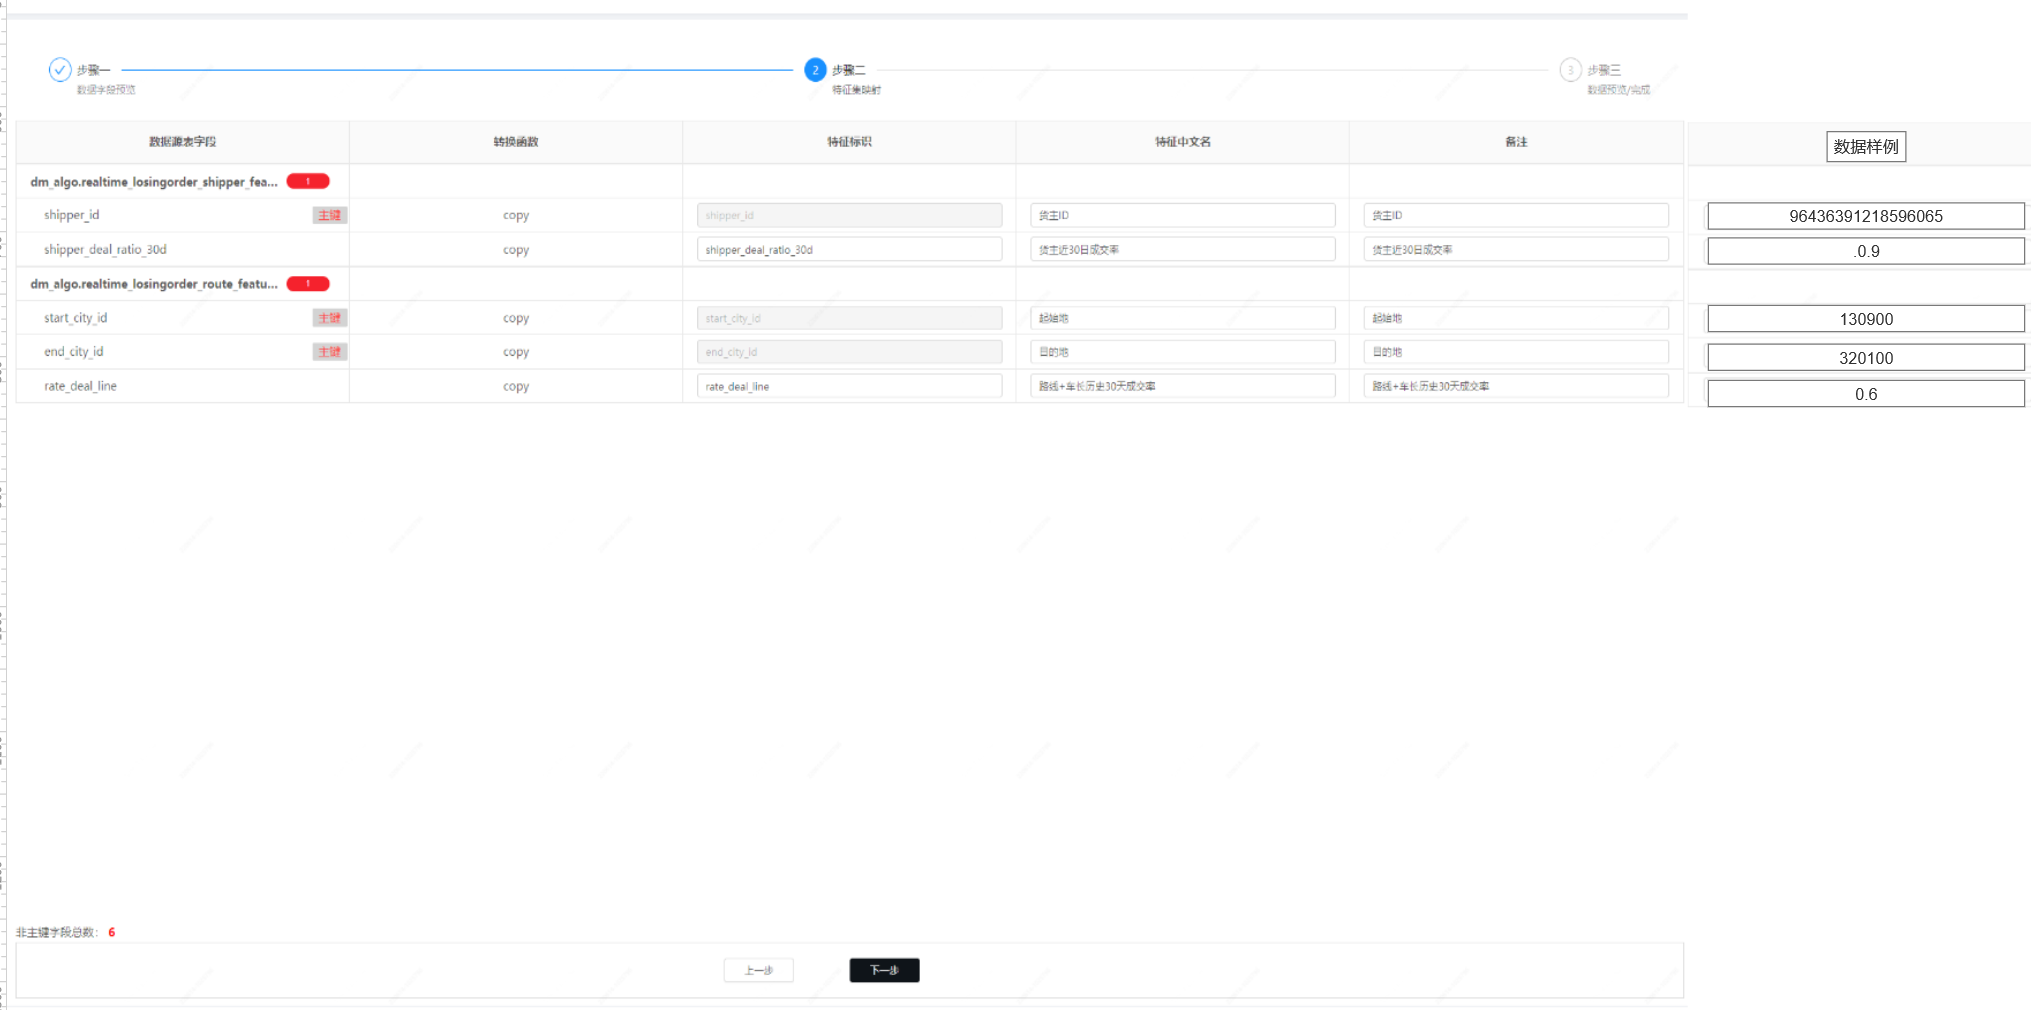 步骤一
数据字段预览
2 步骤二
特征集映射
3 步骤三
数据预览/完成
数据源表字段 转换函数 特征标识 特征中文名 备注 数据样例
dm_algo.realtime_losingorder_shipper_fea... 1
shipper_id 主键 copy shipper_id 货主ID 货主ID 96436391218596065
shipper_deal_ratio_30d copy shipper_deal_ratio_30d 货主近30日成交率 货主近30日成交率 .0.9
dm_algo.realtime_losingorder_route_featu... 1
start_city_id 主键 copy start_city_id 起始地 起始地 130900
end_city_id 主键 copy end_city_id 目的地 目的地 320100
rate_deal_line copy rate_deal_line 路线+车长历史30天成交率 路线+车长历史30天成交率 0.6
非主键字段总数： 6
上一步 下一步